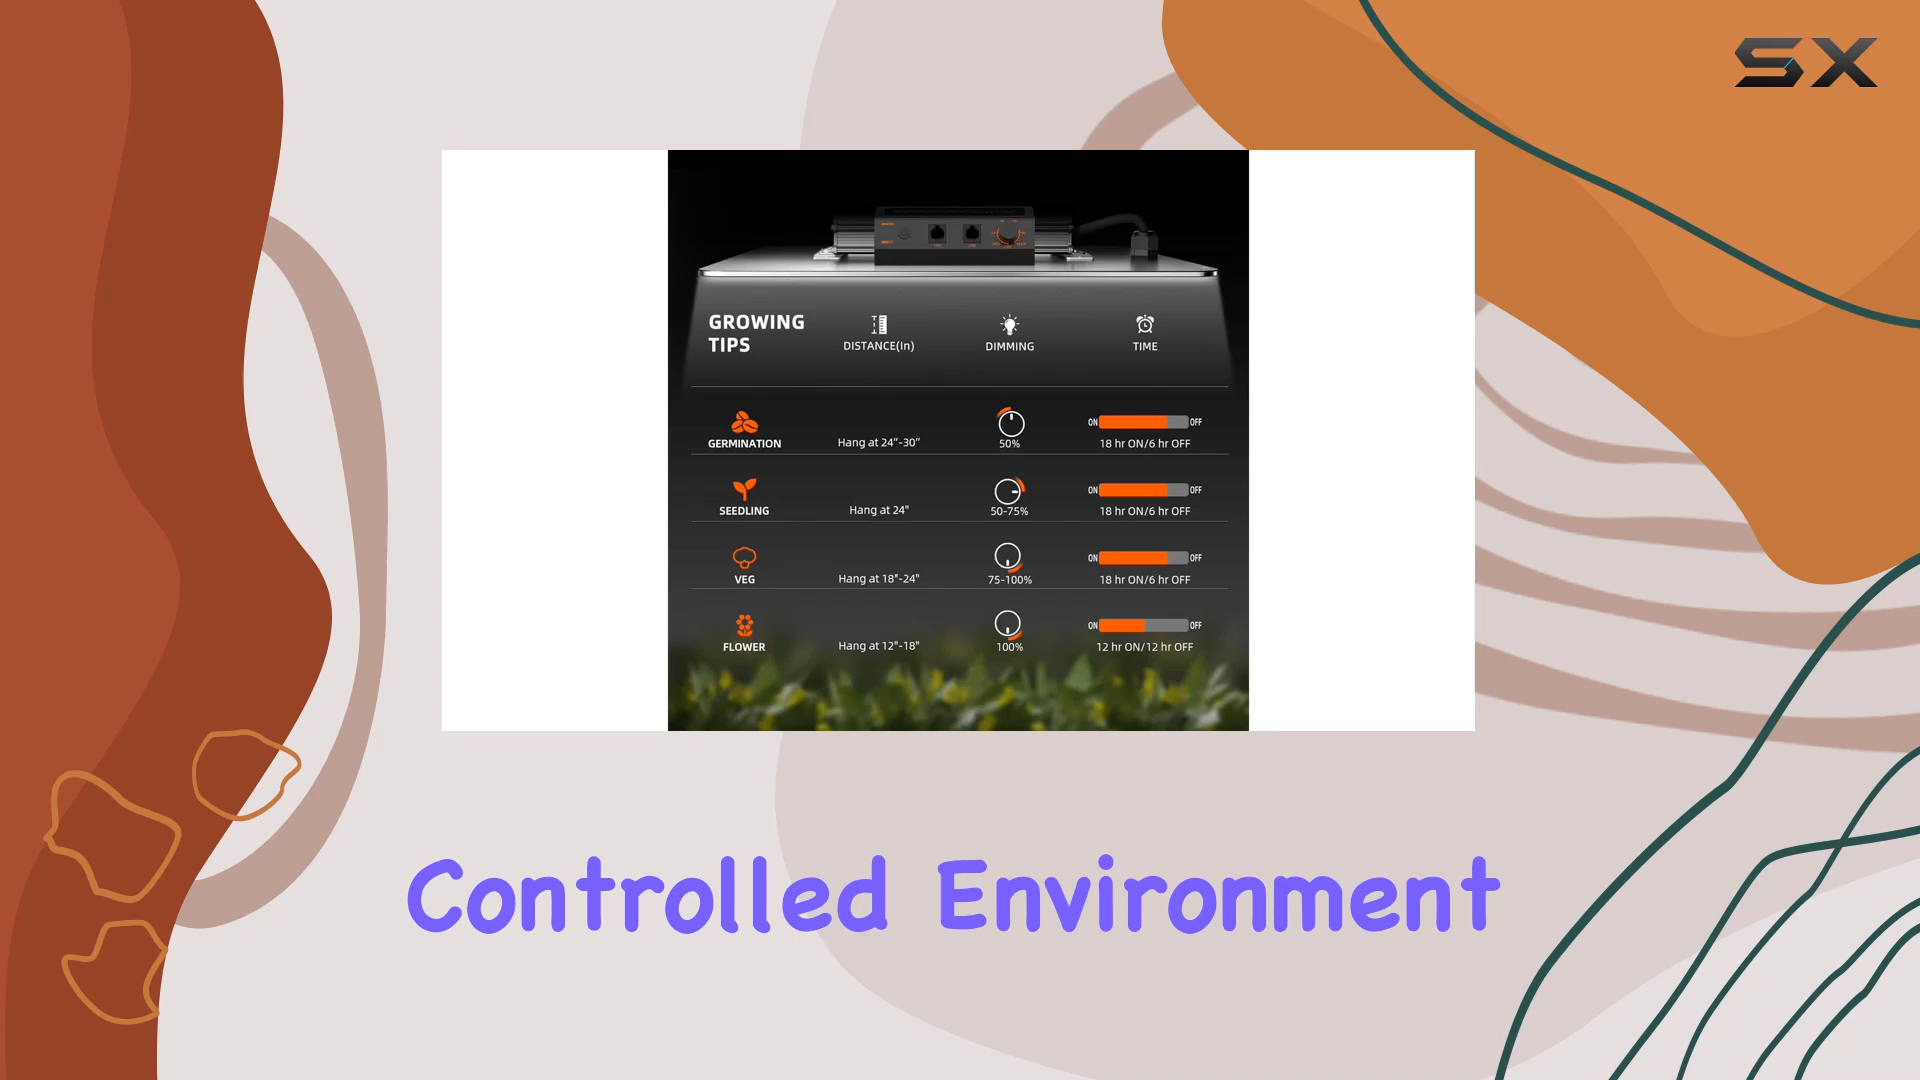 SX
GROWING
TIPS
DISTANCE(In)
DIMMING
TIME
GERMINATION
Hang at 24”-30”
50%
ON
OFF
18 hr ON/6 hr OFF
SEEDLING
Hang at 24"
50-75%
ON
OFF
18 hr ON/6 hr OFF
VEG
Hang at 18"-24"
75-100%
ON
OFF
18 hr ON/6 hr OFF
FLOWER
Hang at 12"-18"
100%
ON
OFF
12 hr ON/12 hr OFF
Controlled Environment